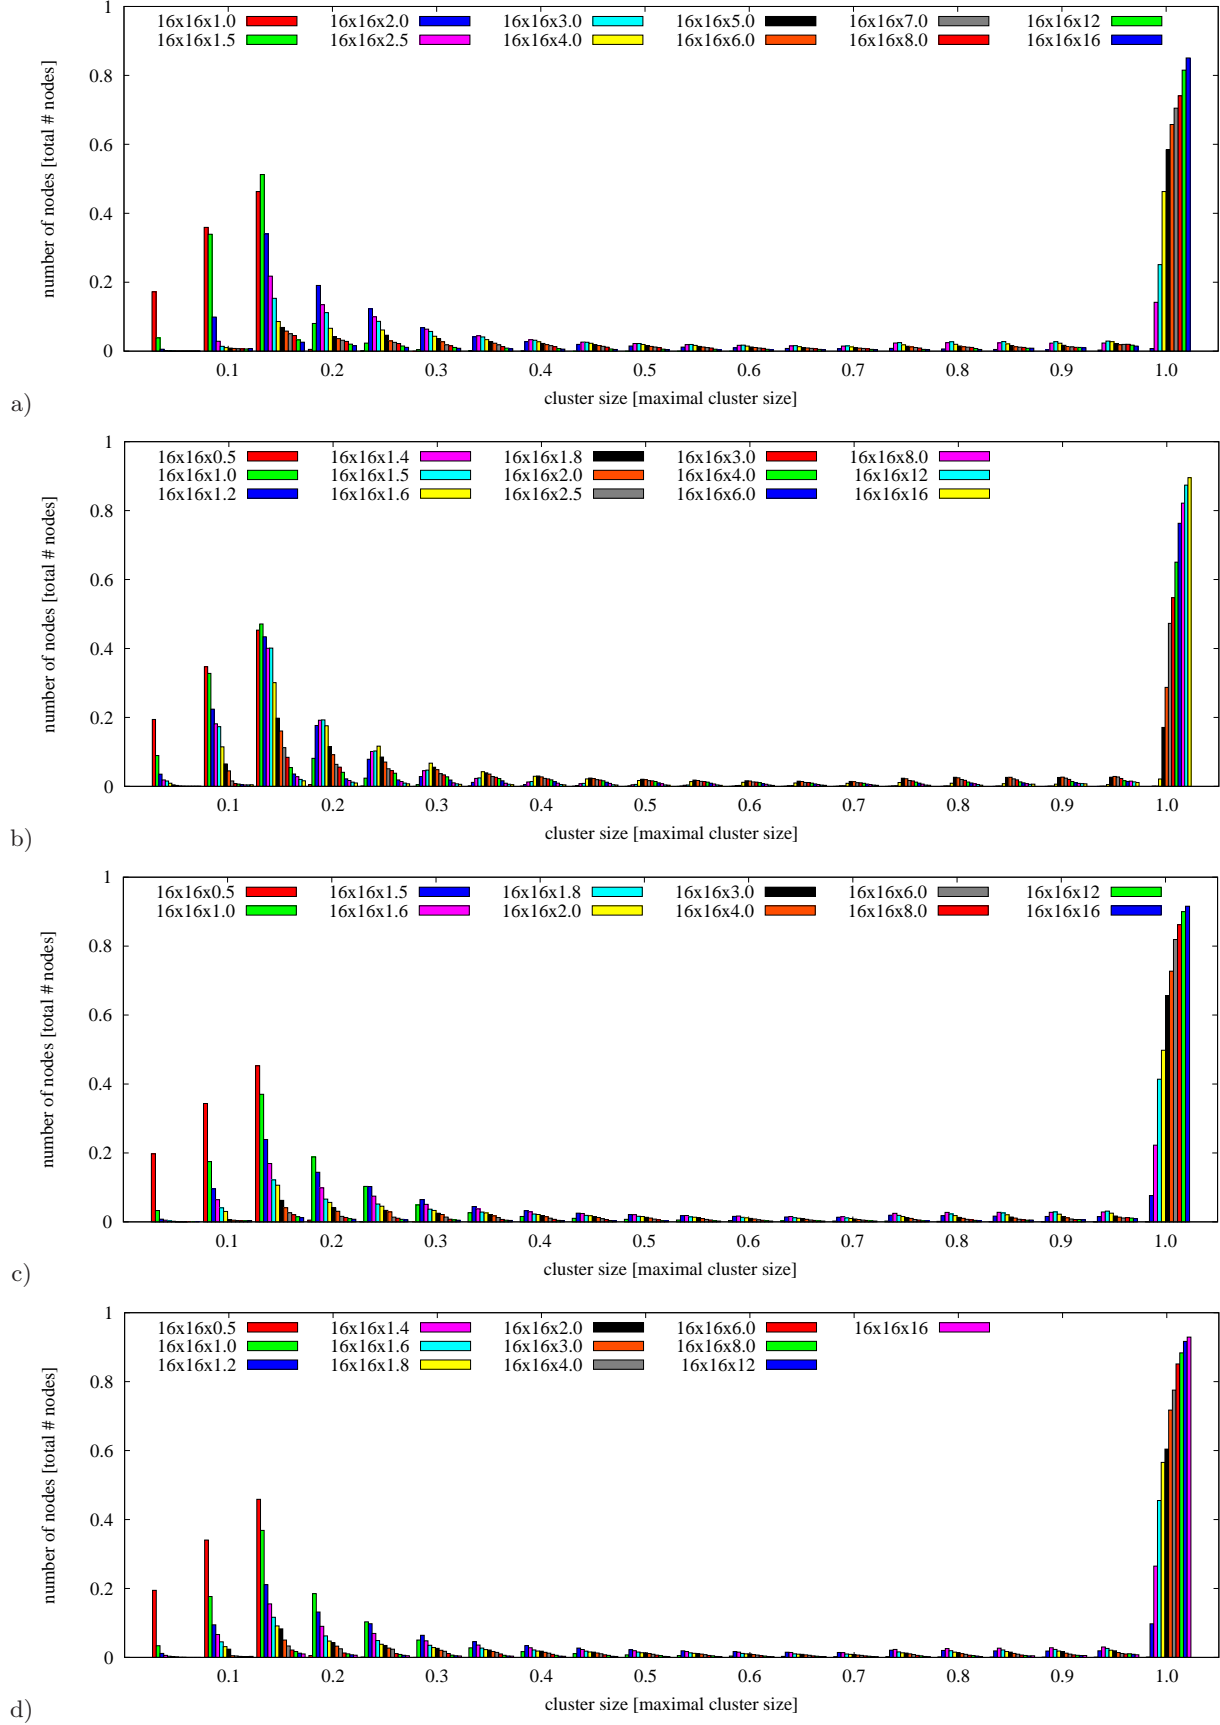 1
16x16x1.0 16x16x2.0 16x16x3.0 16x16x5.0 16x16x7.0 16x16x12
16x16x1.5 16x16x2.5 16x16x4.0 16x16x6.0 16x16x8.0 16x16x16
0.8
0.6
0.4
0.2
0
number of nodes [total # nodes]
0.1 0.2 0.3 0.4 0.5 0.6 0.7 0.8 0.9 1.0
cluster size [maximal cluster size]
a)
1
16x16x0.5 16x16x1.4 16x16x1.8 16x16x3.0 16x16x8.0
16x16x1.0 16x16x1.5 16x16x2.0 16x16x4.0 16x16x12
16x16x1.2 16x16x1.6 16x16x2.5 16x16x6.0 16x16x16
0.8
0.6
0.4
0.2
0
number of nodes [total # nodes]
0.1 0.2 0.3 0.4 0.5 0.6 0.7 0.8 0.9 1.0
cluster size [maximal cluster size]
b)
1
16x16x0.5 16x16x1.5 16x16x1.8 16x16x3.0 16x16x6.0 16x16x12
16x16x1.0 16x16x1.6 16x16x2.0 16x16x4.0 16x16x8.0 16x16x16
0.8
0.6
0.4
0.2
0
number of nodes [total # nodes]
0.1 0.2 0.3 0.4 0.5 0.6 0.7 0.8 0.9 1.0
cluster size [maximal cluster size]
c)
1
16x16x0.5 16x16x1.4 16x16x2.0 16x16x6.0 16x16x16
16x16x1.0 16x16x1.6 16x16x3.0 16x16x8.0
16x16x1.2 16x16x1.8 16x16x4.0 16x16x12
0.8
0.6
0.4
0.2
0
number of nodes [total # nodes]
0.1 0.2 0.3 0.4 0.5 0.6 0.7 0.8 0.9 1.0
cluster size [maximal cluster size]
d)